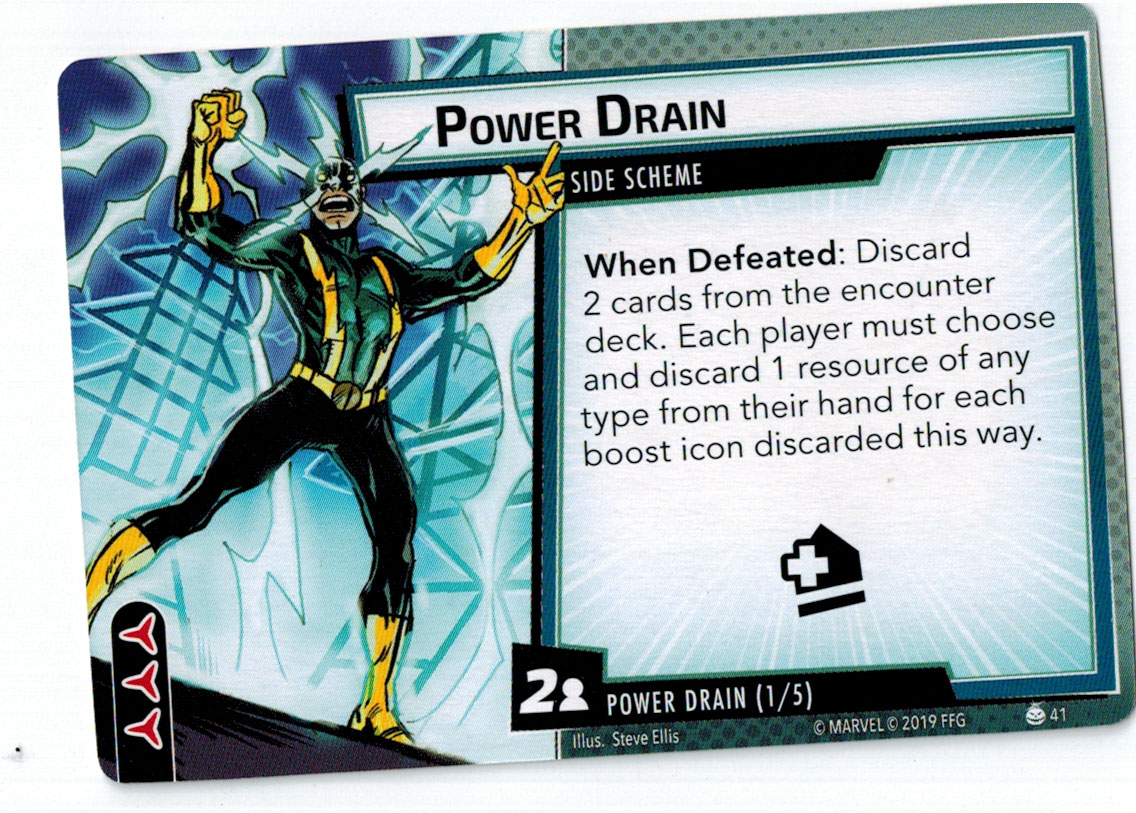 POWER DRAIN
SIDE SCHEME
When Defeated: Discard
2 cards from the encounter
deck. Each player must choose
and discard 1 resource of any
type from their hand for each
boost icon discarded this way.
2
POWER DRAIN (1/5)
Illus. Steve Ellis
© MARVEL © 2019 FFG
41